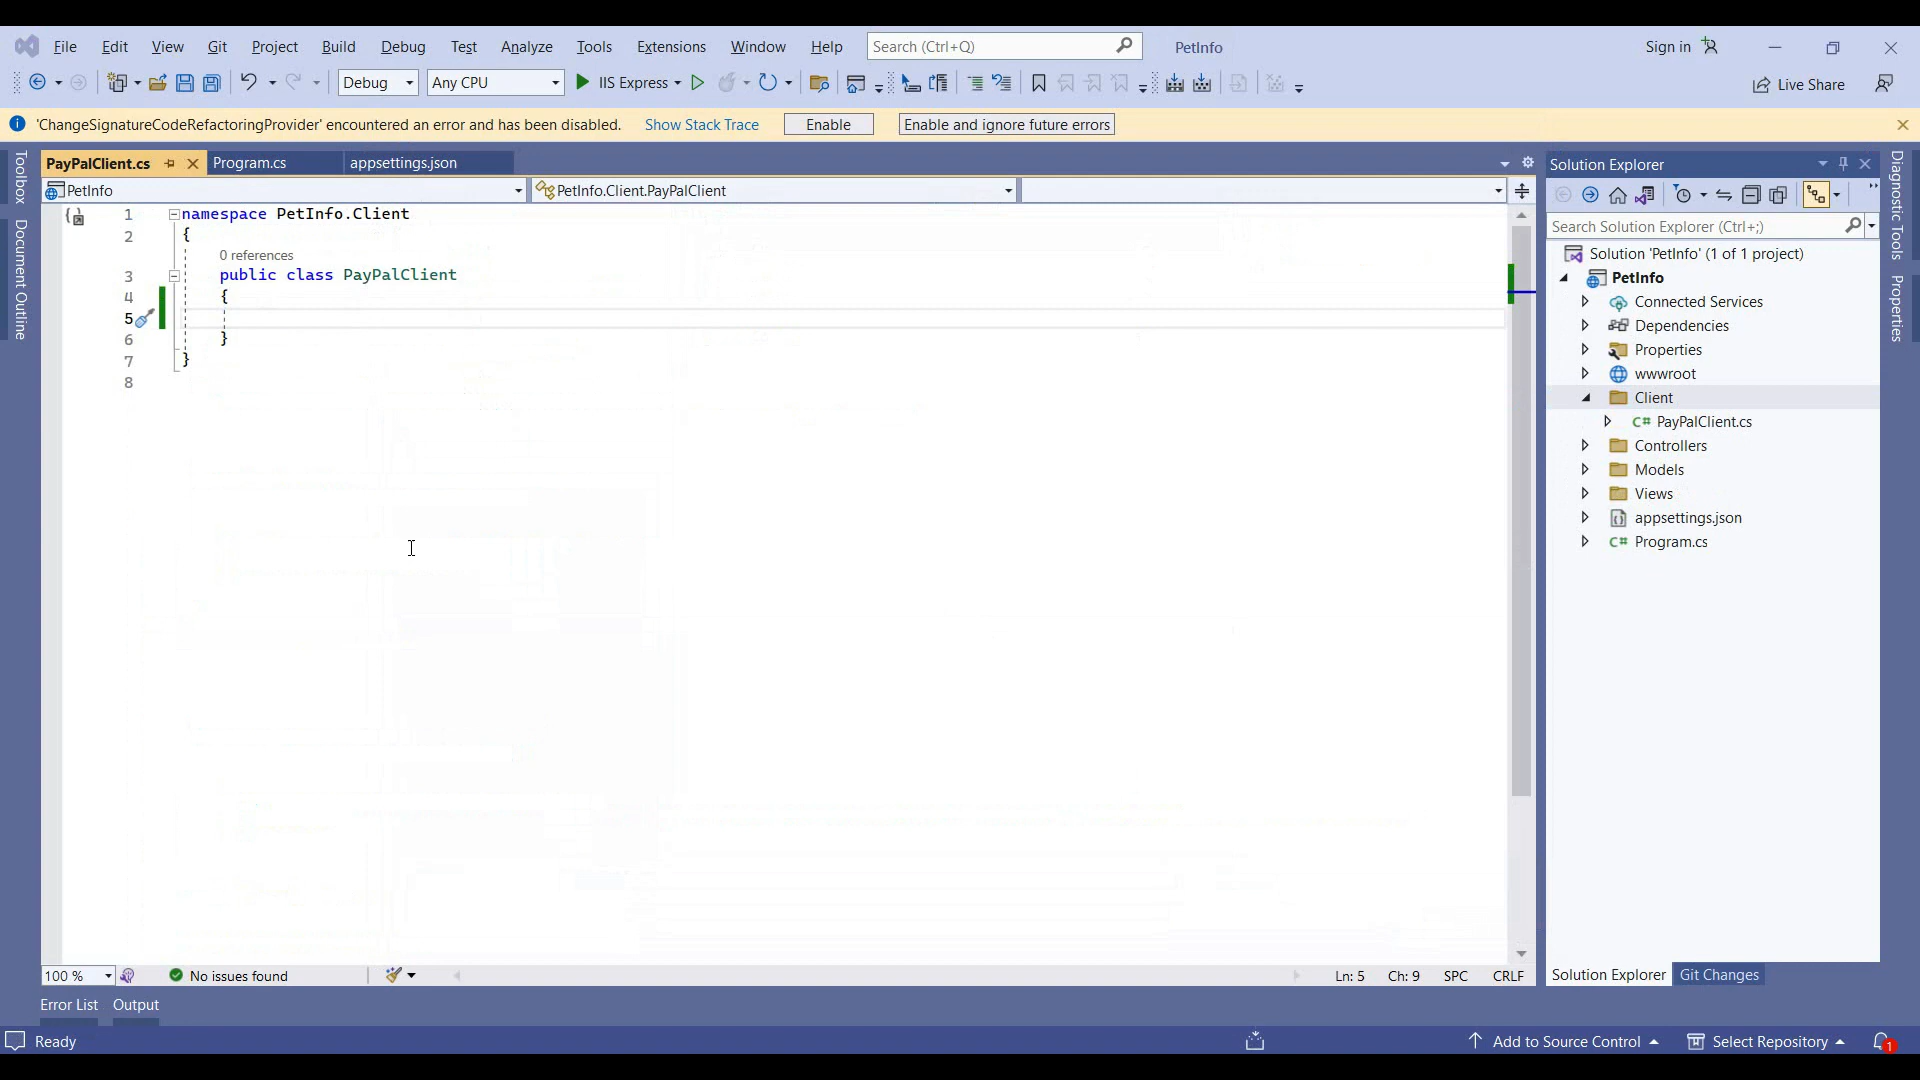 File Edit View Git Project Build Debug Test Analyze Tools Extensions Window Help Search (Ctrl+Q) PetInfo Sign in
Debug Any CPU IIS Express Live Share
'ChangeSignatureCodeRefactoringProvider' encountered an error and has been disabled. Show Stack Trace Enable Enable and ignore future errors
Toolbox
Document Outline
PayPalClient.cs Program.cs appsettings.json
PetInfo PetInfo.Client.PayPalClient
1 namespace PetInfo.Client
2 {
0 references
3 public class PayPalClient
4 {
5
6 }
7 }
8
100 % No issues found Ln: 5 Ch: 9 SPC CRLF
Solution Explorer
Search Solution Explorer (Ctrl+;)
Solution 'PetInfo' (1 of 1 project)
PetInfo
Connected Services
Dependencies
Properties
wwwroot
Client
C# PayPalClient.cs
Controllers
Models
Views
appsettings.json
C# Program.cs
Solution Explorer Git Changes
Diagnostic Tools
Properties
Error List Output
Ready Add to Source Control Select Repository 1